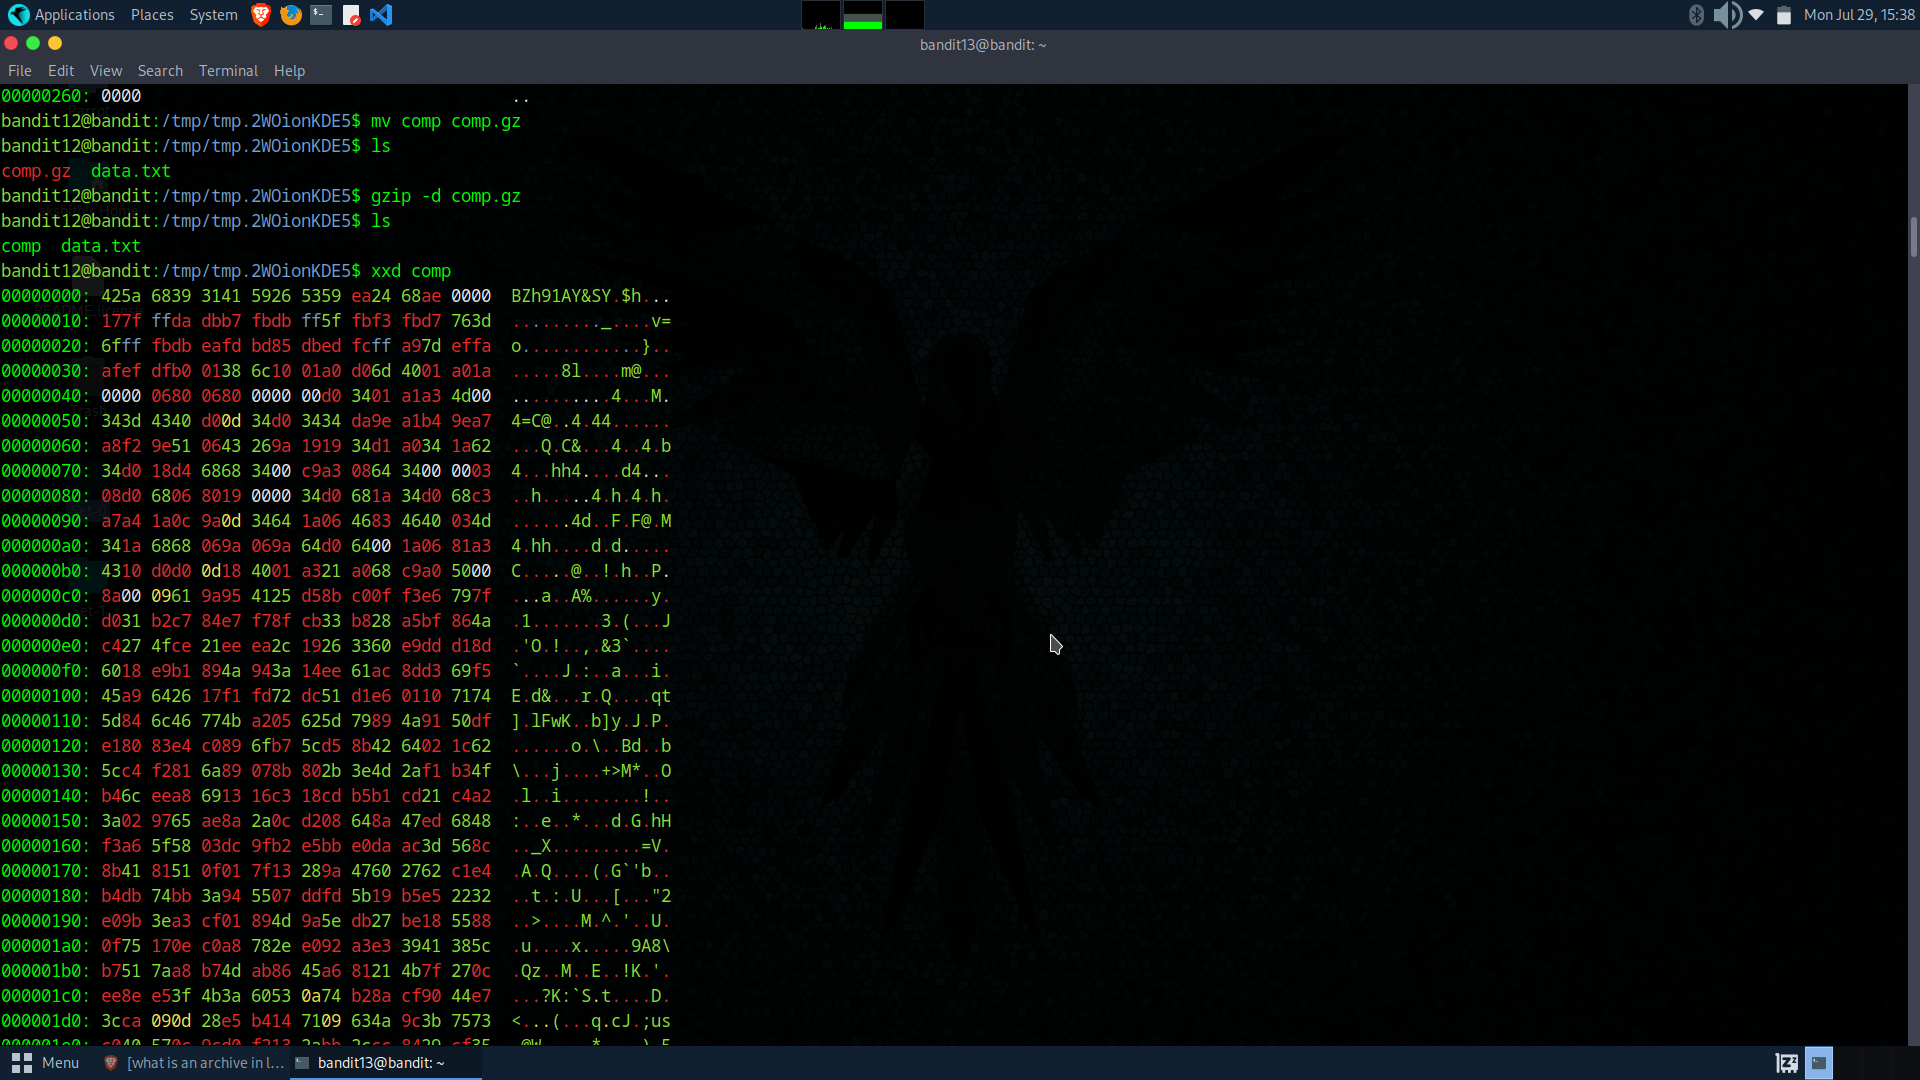 Applications Places System
Mon Jul 29, 15:38
bandit13@bandit: ~
File Edit View Search Terminal Help
00000260: 0000 ..
bandit12@bandit:/tmp/tmp.2WOionKDE5$ mv comp comp.gz
bandit12@bandit:/tmp/tmp.2WOionKDE5$ ls
comp.gz data.txt
bandit12@bandit:/tmp/tmp.2WOionKDE5$ gzip -d comp.gz
bandit12@bandit:/tmp/tmp.2WOionKDE5$ ls
comp data.txt
bandit12@bandit:/tmp/tmp.2WOionKDE5$ xxd comp
00000000: 425a 6839 3141 5926 5359 ea24 68ae 0000 BZh91AY&SY.$h...
00000010: 177f ffda dbb7 fbdb ff5f fbf3 fbd7 763d ........._....v=
00000020: 6fff fbdb eafd bd85 dbed fcff a97d effa o............}..
00000030: afef dfb0 0138 6c10 01a0 d06d 4001 a01a .....8l....m@...
00000040: 0000 0680 0680 0000 00d0 3401 a1a3 4d00 ..........4...M.
00000050: 343d 4340 d00d 34d0 3434 da9e a1b4 9ea7 4=C@..4.44......
00000060: a8f2 9e51 0643 269a 1919 34d1 a034 1a62 ...Q.C&...4..4.b
00000070: 34d0 18d4 6868 3400 c9a3 0864 3400 0003 4...hh4....d4...
00000080: 08d0 6806 8019 0000 34d0 681a 34d0 68c3 ..h.....4.h.4.h.
00000090: a7a4 1a0c 9a0d 3464 1a06 4683 4640 034d ......4d..F.F@.M
000000a0: 341a 6868 069a 069a 64d0 6400 1a06 81a3 4.hh....d.d.....
000000b0: 4310 d0d0 0d18 4001 a321 a068 c9a0 5000 C.....@..!.h..P.
000000c0: 8a00 0961 9a95 4125 d58b c00f f3e6 797f ...a..A%......y.
000000d0: d031 b2c7 84e7 f78f cb33 b828 a5bf 864a .1.......3.(...J
000000e0: c427 4fce 21ee ea2c 1926 3360 e9dd d18d .'O.!..,.&3`....
000000f0: 6018 e9b1 894a 943a 14ee 61ac 8dd3 69f5 `....J.:..a...i.
00000100: 45a9 6426 17f1 fd72 dc51 d1e6 0110 7174 E.d&...r.Q....qt
00000110: 5d84 6c46 774b a205 625d 7989 4a91 50df ].lFwK..b]y.J.P.
00000120: e180 83e4 c089 6fb7 5cd5 8b42 6402 1c62 ......o.\..Bd..b
00000130: 5cc4 f281 6a89 078b 802b 3e4d 2af1 b34f \...j....+>M*..O
00000140: b46c eea8 6913 16c3 18cd b5b1 cd21 c4a2 .l..i........!..
00000150: 3a02 9765 ae8a 2a0c d208 648a 47ed 6848 :..e..*...d.G.hH
00000160: f3a6 5f58 03dc 9fb2 e5bb e0da ac3d 568c .._X.........=V.
00000170: 8b41 8151 0f01 7f13 289a 4760 2762 c1e4 .A.Q....(.G`'b..
00000180: b4db 74bb 3a94 5507 ddfd 5b19 b5e5 2232 ..t.:.U...[..."2
00000190: e09b 3ea3 cf01 894d 9a5e db27 be18 5588 ..>....M.^.'..U.
000001a0: 0f75 170e c0a8 782e e092 a3e3 3941 385c .u....x.....9A8\
000001b0: b751 7aa8 b74d ab86 45a6 8121 4b7f 270c .Qz..M..E..!K.'.
000001c0: ee8e e53f 4b3a 6053 0a74 b28a cf90 44e7 ...?K:`S.t....D.
000001d0: 3cca 090d 28e5 b414 7109 634a 9c3b 7573 <...(...q.cJ.;us
Menu [what is an archive in l... bandit13@bandit: ~